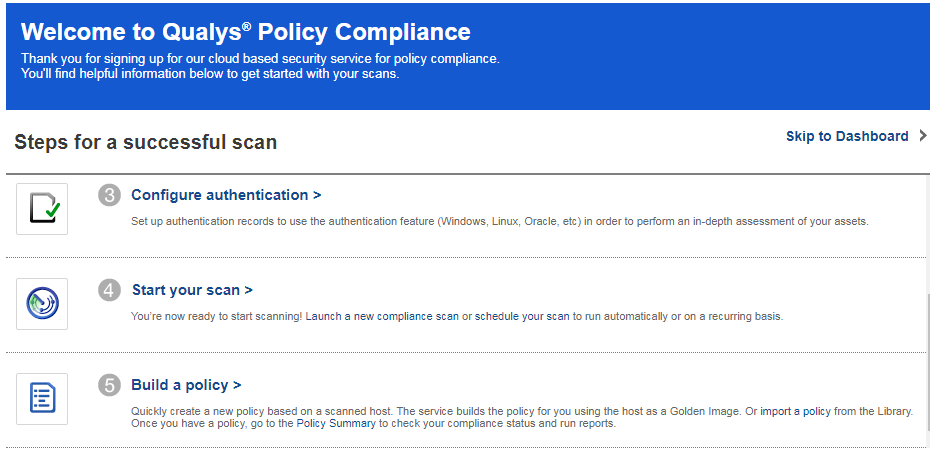 Welcome to Qualys® Policy Compliance
Thank you for signing up for our cloud based security service for policy compliance.
You'll find helpful information below to get started with your scans.
Steps for a successful scan
Skip to Dashboard
3 Configure authentication >
Set up authentication records to use the authentication feature (Windows, Linux, Oracle, etc) in order to perform an in-depth assessment of your assets.
4 Start your scan >
You're now ready to start scanning! Launch a new compliance scan or schedule your scan to run automatically or on a recurring basis.
5 Build a policy >
Quickly create a new policy based on a scanned host. The service builds the policy for you using the host as a Golden Image. Or import a policy from the Library.
Once you have a policy, go to the Policy Summary to check your compliance status and run reports.